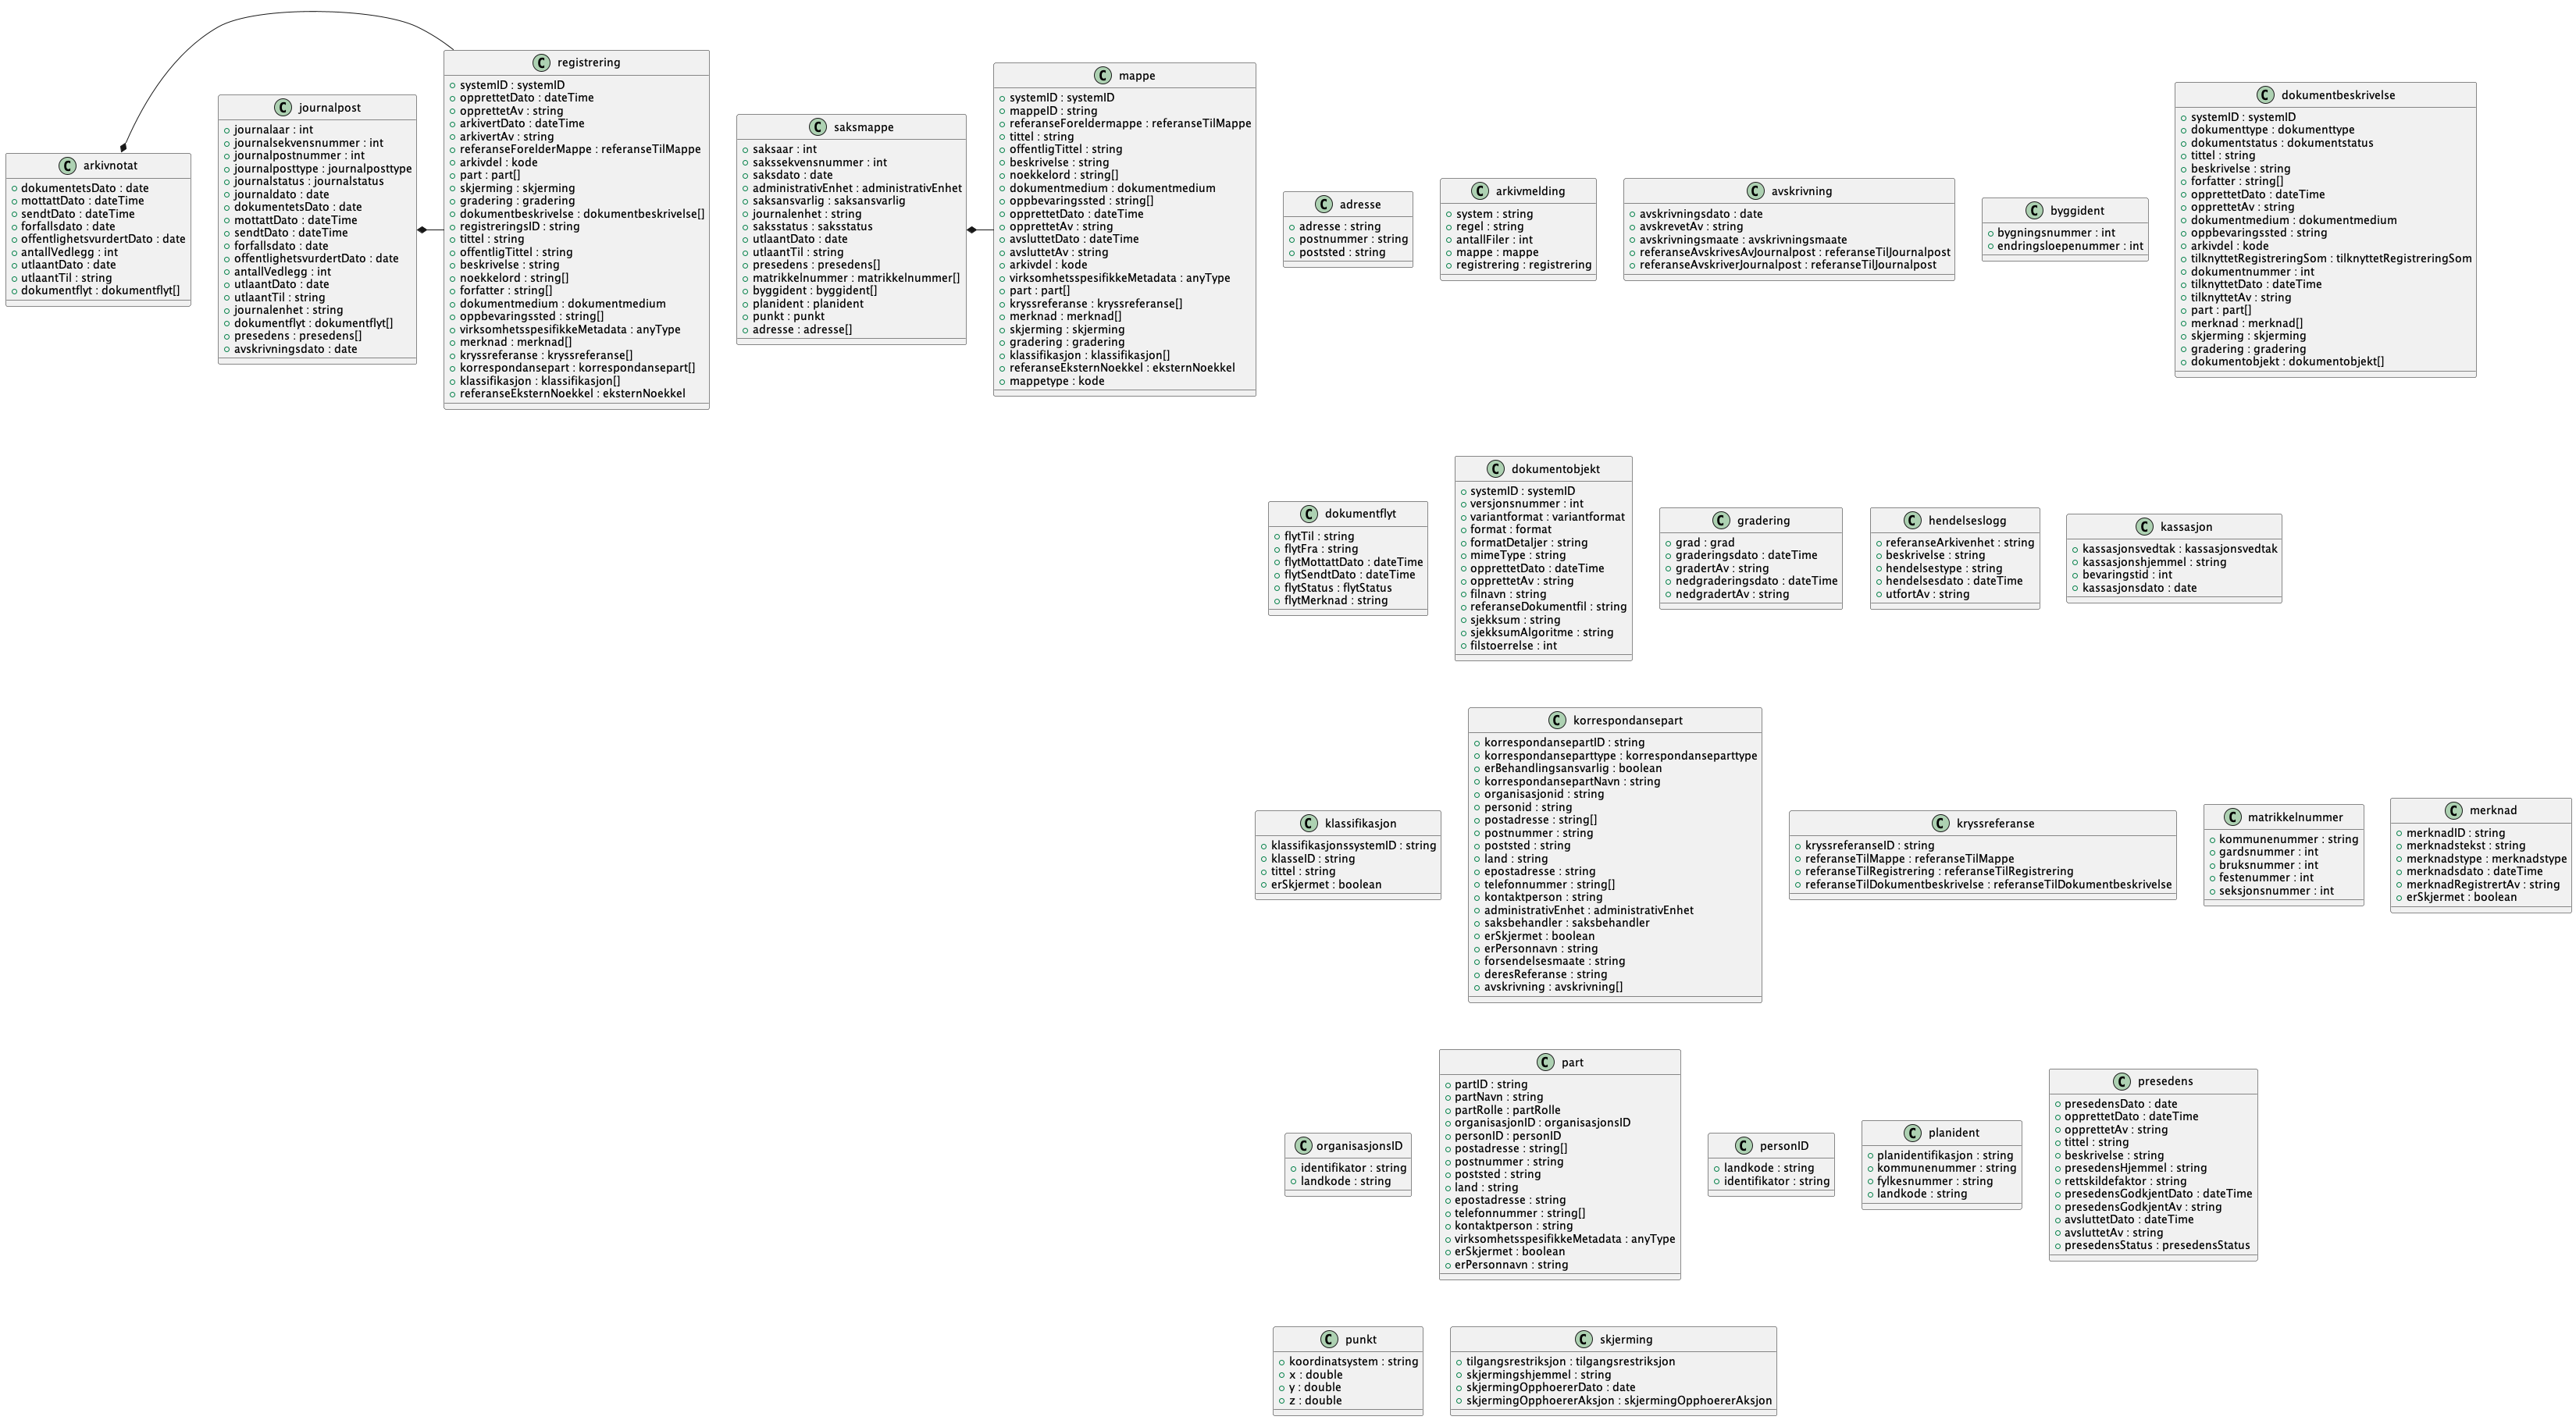 arkivnotat
dokumentetsDato : date
mottattDato : dateTime
sendtDato : dateTime
forfallsdato : date
offentlighetsvurdertDato : date
antallVedlegg : int
utlaantDato : date
utlaantTil : string
dokumentflyt : dokumentflyt[]
journalpost
journalaar : int
journalsekvensnummer : int
journalpostnummer : int
journalposttype : journalposttype
journalstatus : journalstatus
journaldato : date
dokumentetsDato : date
mottattDato : dateTime
sendtDato : dateTime
forfallsdato : date
offentlighetsvurdertDato : date
antallVedlegg : int
utlaantDato : date
utlaantTil : string
journalenhet : string
dokumentflyt : dokumentflyt[]
presedens : presedens[]
avskrivningsdato : date
registrering
systemID : systemID
opprettetDato : dateTime
opprettetAv : string
arkivertDato : dateTime
arkivertAv : string
referanseForelderMappe : referanseTilMappe
arkivdel : kode
part : part[]
skjerming : skjerming
gradering : gradering
dokumentbeskrivelse : dokumentbeskrivelse[]
registreringsID : string
tittel : string
offentligTittel : string
beskrivelse : string
noekkelord : string[]
forfatter : string[]
dokumentmedium : dokumentmedium
oppbevaringssted : string[]
virksomhetsspesifikkeMetadata : anyType
merknad : merknad[]
kryssreferanse : kryssreferanse[]
korrespondansepart : korrespondansepart[]
klassifikasjon : klassifikasjon[]
referanseEksternNoekkel : eksternNoekkel
saksmappe
saksaar : int
sakssekvensnummer : int
saksdato : date
administrativEnhet : administrativEnhet
saksansvarlig : saksansvarlig
journalenhet : string
saksstatus : saksstatus
utlaantDato : date
utlaantTil : string
presedens : presedens[]
matrikkelnummer : matrikkelnummer[]
byggident : byggident[]
planident : planident
punkt : punkt
adresse : adresse[]
mappe
systemID : systemID
mappeID : string
referanseForeldermappe : referanseTilMappe
tittel : string
offentligTittel : string
beskrivelse : string
noekkelord : string[]
dokumentmedium : dokumentmedium
oppbevaringssted : string[]
opprettetDato : dateTime
opprettetAv : string
avsluttetDato : dateTime
avsluttetAv : string
arkivdel : kode
virksomhetsspesifikkeMetadata : anyType
part : part[]
kryssreferanse : kryssreferanse[]
merknad : merknad[]
skjerming : skjerming
gradering : gradering
klassifikasjon : klassifikasjon[]
referanseEksternNoekkel : eksternNoekkel
mappetype : kode
adresse
adresse : string
postnummer : string
poststed : string
arkivmelding
system : string
regel : string
antallFiler : int
mappe : mappe
registrering : registrering
avskrivning
avskrivningsdato : date
avskrevetAv : string
avskrivningsmaate : avskrivningsmaate
referanseAvskrivesAvJournalpost : referanseTilJournalpost
referanseAvskriverJournalpost : referanseTilJournalpost
byggident
bygningsnummer : int
endringsloepenummer : int
dokumentbeskrivelse
systemID : systemID
dokumenttype : dokumenttype
dokumentstatus : dokumentstatus
tittel : string
beskrivelse : string
forfatter : string[]
opprettetDato : dateTime
opprettetAv : string
dokumentmedium : dokumentmedium
oppbevaringssted : string
arkivdel : kode
tilknyttetRegistreringSom : tilknyttetRegistreringSom
dokumentnummer : int
tilknyttetDato : dateTime
tilknyttetAv : string
part : part[]
merknad : merknad[]
skjerming : skjerming
gradering : gradering
dokumentobjekt : dokumentobjekt[]
dokumentflyt
flytTil : string
flytFra : string
flytMottattDato : dateTime
flytSendtDato : dateTime
flytStatus : flytStatus
flytMerknad : string
dokumentobjekt
systemID : systemID
versjonsnummer : int
variantformat : variantformat
format : format
formatDetaljer : string
mimeType : string
opprettetDato : dateTime
opprettetAv : string
filnavn : string
referanseDokumentfil : string
sjekksum : string
sjekksumAlgoritme : string
filstoerrelse : int
gradering
grad : grad
graderingsdato : dateTime
gradertAv : string
nedgraderingsdato : dateTime
nedgradertAv : string
hendelseslogg
referanseArkivenhet : string
beskrivelse : string
hendelsestype : string
hendelsesdato : dateTime
utfortAv : string
kassasjon
kassasjonsvedtak : kassasjonsvedtak
kassasjonshjemmel : string
bevaringstid : int
kassasjonsdato : date
klassifikasjon
klassifikasjonssystemID : string
klasseID : string
tittel : string
erSkjermet : boolean
korrespondansepart
korrespondansepartID : string
korrespondanseparttype : korrespondanseparttype
erBehandlingsansvarlig : boolean
korrespondansepartNavn : string
organisasjonid : string
personid : string
postadresse : string[]
postnummer : string
poststed : string
land : string
epostadresse : string
telefonnummer : string[]
kontaktperson : string
administrativEnhet : administrativEnhet
saksbehandler : saksbehandler
erSkjermet : boolean
erPersonnavn : string
forsendelsesmaate : string
deresReferanse : string
avskrivning : avskrivning[]
kryssreferanse
kryssreferanseID : string
referanseTilMappe : referanseTilMappe
referanseTilRegistrering : referanseTilRegistrering
referanseTilDokumentbeskrivelse : referanseTilDokumentbeskrivelse
matrikkelnummer
kommunenummer : string
gardsnummer : int
bruksnummer : int
festenummer : int
seksjonsnummer : int
merknad
merknadID : string
merknadstekst : string
merknadstype : merknadstype
merknadsdato : dateTime
merknadRegistrertAv : string
erSkjermet : boolean
organisasjonsID
identifikator : string
landkode : string
part
partID : string
partNavn : string
partRolle : partRolle
organisasjonID : organisasjonsID
personID : personID
postadresse : string[]
postnummer : string
poststed : string
land : string
epostadresse : string
telefonnummer : string[]
kontaktperson : string
virksomhetsspesifikkeMetadata : anyType
erSkjermet : boolean
erPersonnavn : string
personID
landkode : string
identifikator : string
planident
planidentifikasjon : string
kommunenummer : string
fylkesnummer : string
landkode : string
presedens
presedensDato : date
opprettetDato : dateTime
opprettetAv : string
tittel : string
beskrivelse : string
presedensHjemmel : string
rettskildefaktor : string
presedensGodkjentDato : dateTime
presedensGodkjentAv : string
avsluttetDato : dateTime
avsluttetAv : string
presedensStatus : presedensStatus
punkt
koordinatsystem : string
x : double
y : double
z : double
skjerming
tilgangsrestriksjon : tilgangsrestriksjon
skjermingshjemmel : string
skjermingOpphoererDato : date
skjermingOpphoererAksjon : skjermingOpphoererAksjon